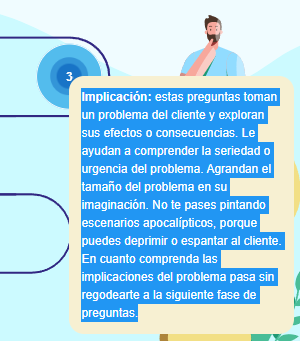 3
Implicación: estas preguntas toman
un problema del cliente y exploran
sus efectos o consecuencias. Le
ayudan a comprender la seriedad o
urgencia del problema. Agrandan el
tamaño del problema en su
imaginación. No te pases pintando
escenarios apocalípticos, porque
puedes deprimir o espantar al cliente.
En cuanto comprenda las
implicaciones del problema pasa sin
regodearte a la siguiente fase de
preguntas.